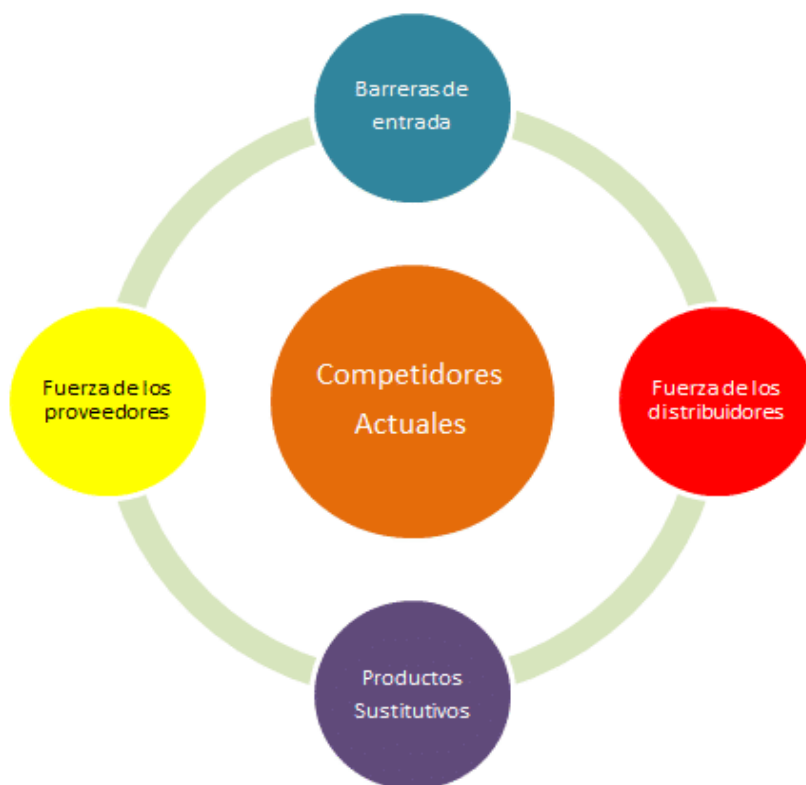 Barreras de
entrada
Fuerza de los
proveedores
Competidores
Actuales
Fuerza de los
distribuidores
Productos
Sustitutivos